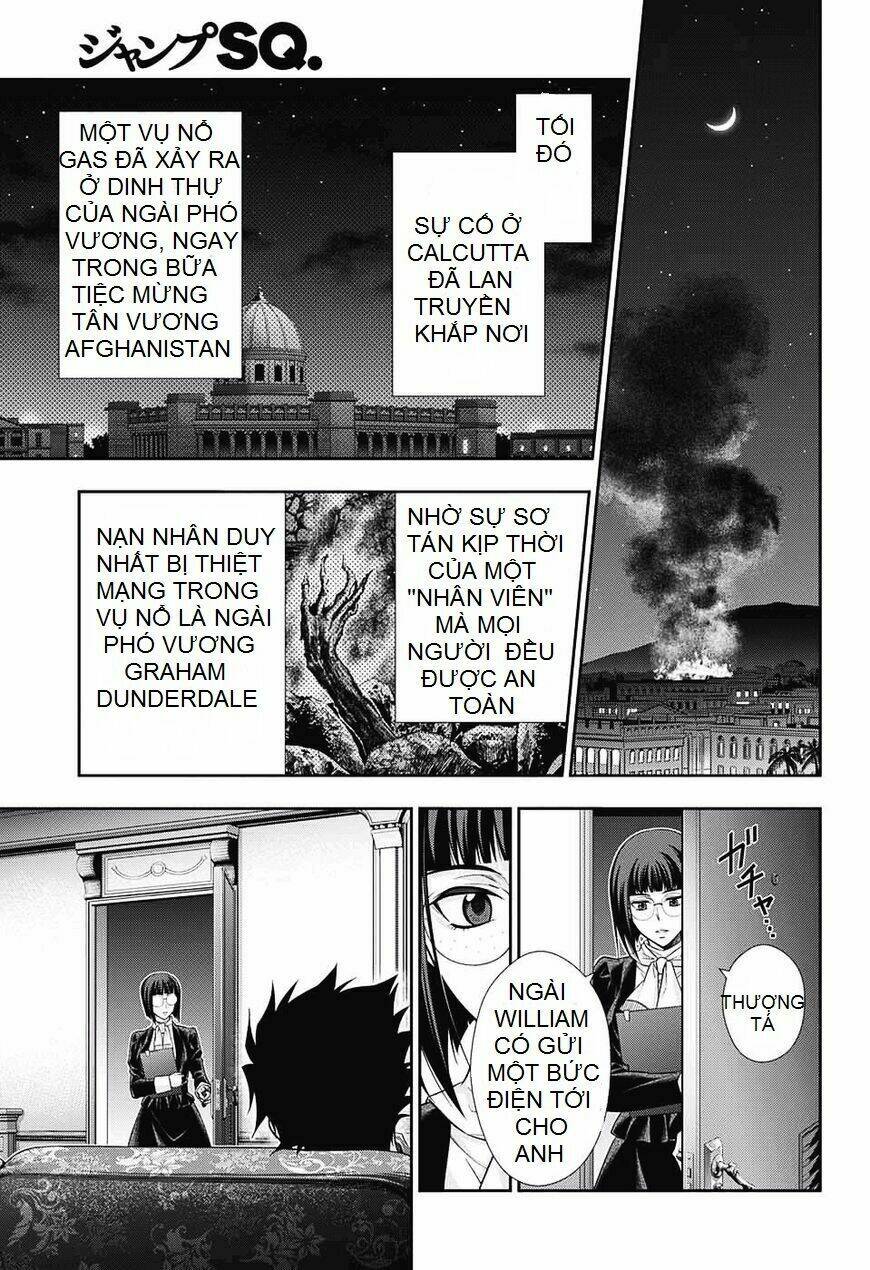 ジャンプSQ.
TỐI
ĐÓ
SỰ CỐ Ở
CALCUTTA
ĐÃ LAN
TRUYỀN
KHẮP NƠI
MỘT VỤ NỔ
GAS ĐÃ XẢY RA
Ở DINH THỰ
CỦA NGÀI PHÓ
VƯƠNG, NGAY
TRONG BỮA
TIỆC MỪNG
TÂN VƯƠNG
AFGHANISTAN
NHỜ SỰ SƠ
TÁN KỊP THỜI
CỦA MỘT
"NHÂN VIÊN"
MÀ MỌI
NGƯỜI ĐỀU
ĐƯỢC AN
TOÀN
NẠN NHÂN DUY
NHẤT BỊ THIỆT
MẠNG TRONG
VỤ NỔ LÀ NGÀI
PHÓ VƯƠNG
GRAHAM
DUNDERDALE
ガチャ…
THƯỢNG
TÁ
NGÀI
WILLIAM
CÓ GỬI
MỘT BỨC
ĐIỆN TỚI
CHO
ANH